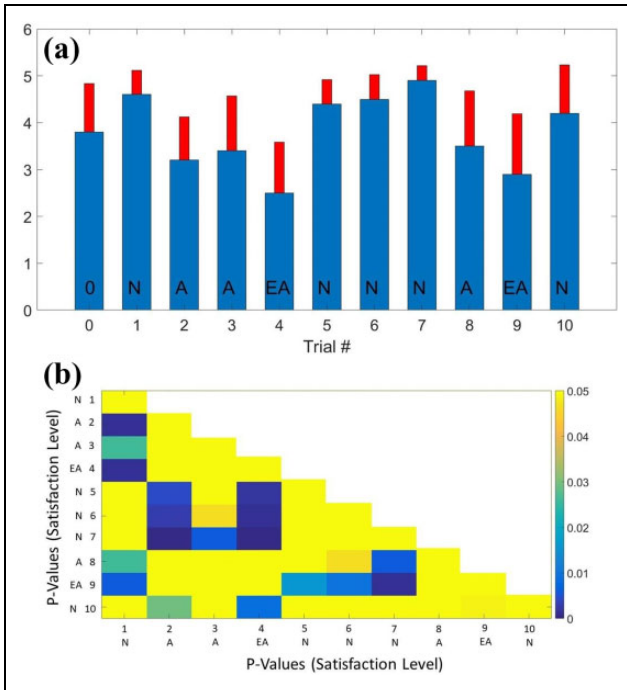 (a)
6
5
4
3
2
1
0
0 N A A EA N N N A EA N
0 1 2 3 4 5 6 7 8 9 10
Trial #
(b)
P-Values (Satisfaction Level)
N 1
A 2
A 3
EA 4
N 5
N 6
N 7
A 8
EA 9
N 10
0.05
0.04
0.03
0.02
0.01
0
1 2 3 4 5 6 7 8 9 10
N A A EA N N N A EA N
P-Values (Satisfaction Level)